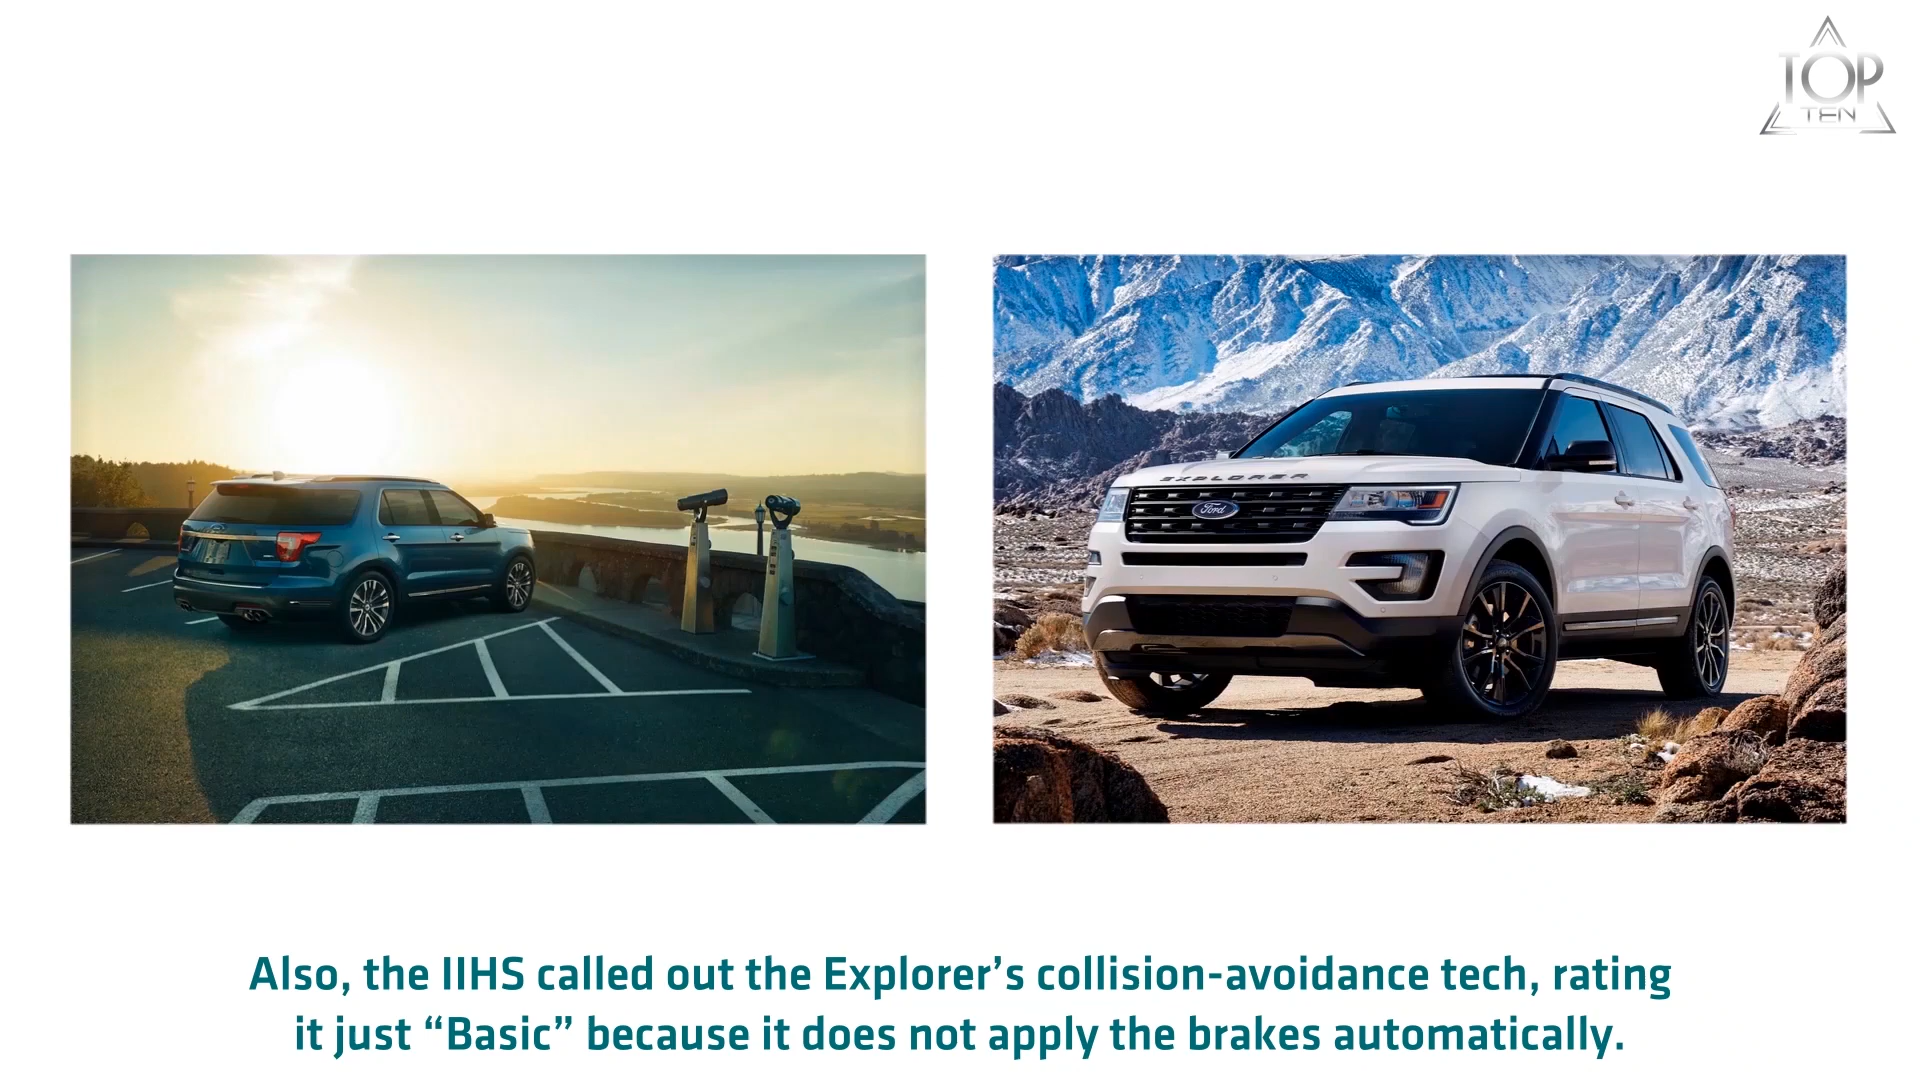 TOP
TEN
EXPLORER
Ford
Also, the IIHS called out the Explorer’s collision-avoidance tech, rating
it just “Basic” because it does not apply the brakes automatically.